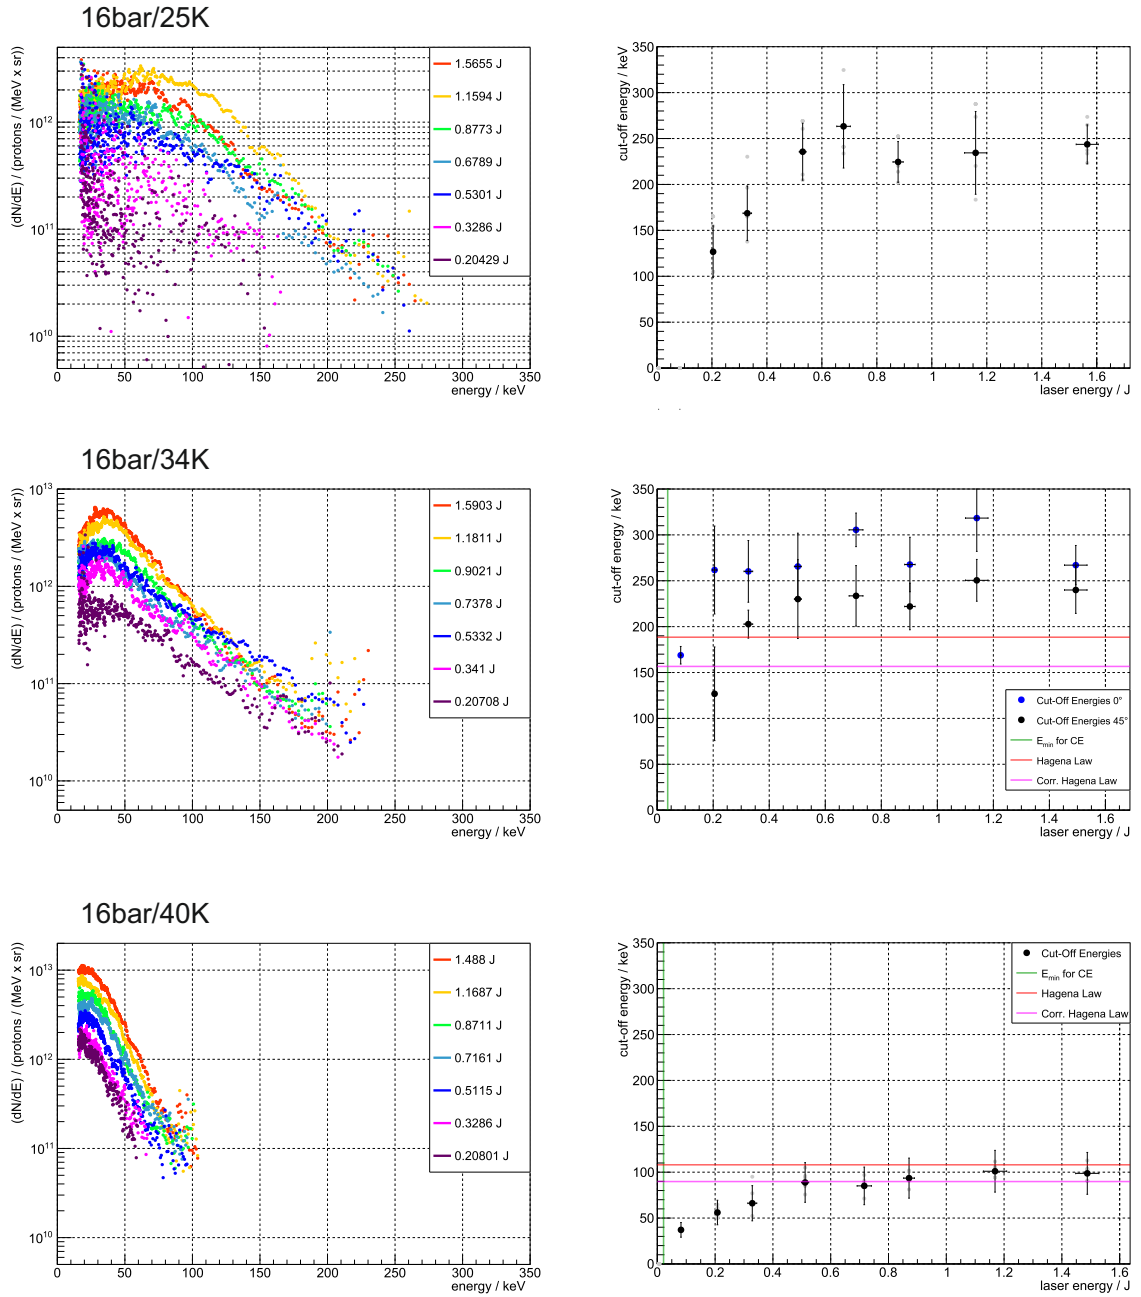 16bar/25K
(dN/dE) / (protons / (MeV x sr))
10¹²
10¹¹
10¹⁰
0 50 100 150 200 250 300 350
energy / keV
1.5655 J
1.1594 J
0.8773 J
0.6789 J
0.5301 J
0.3286 J
0.20429 J
cut-off energy / keV
350
300
250
200
150
100
50
0
0 0.2 0.4 0.6 0.8 1 1.2 1.4 1.6
laser energy / J
16bar/34K
(dN/dE) / (protons / (MeV x sr))
10¹³
10¹²
10¹¹
10¹⁰
0 50 100 150 200 250 300 350
energy / keV
1.5903 J
1.1811 J
0.9021 J
0.7378 J
0.5332 J
0.341 J
0.20708 J
cut-off energy / keV
350
300
250
200
150
100
50
0
0 0.2 0.4 0.6 0.8 1 1.2 1.4 1.6
laser energy / J
Cut-Off Energies 0°
Cut-Off Energies 45°
Emin for CE
Hagena Law
Corr. Hagena Law
16bar/40K
(dN/dE) / (protons / (MeV x sr))
10¹³
10¹²
10¹¹
10¹⁰
0 50 100 150 200 250 300 350
energy / keV
1.488 J
1.1687 J
0.8711 J
0.7161 J
0.5115 J
0.3286 J
0.20801 J
cut-off energy / keV
350
300
250
200
150
100
50
0
0 0.2 0.4 0.6 0.8 1 1.2 1.4 1.6
laser energy / J
Cut-Off Energies
Emin for CE
Hagena Law
Corr. Hagena Law